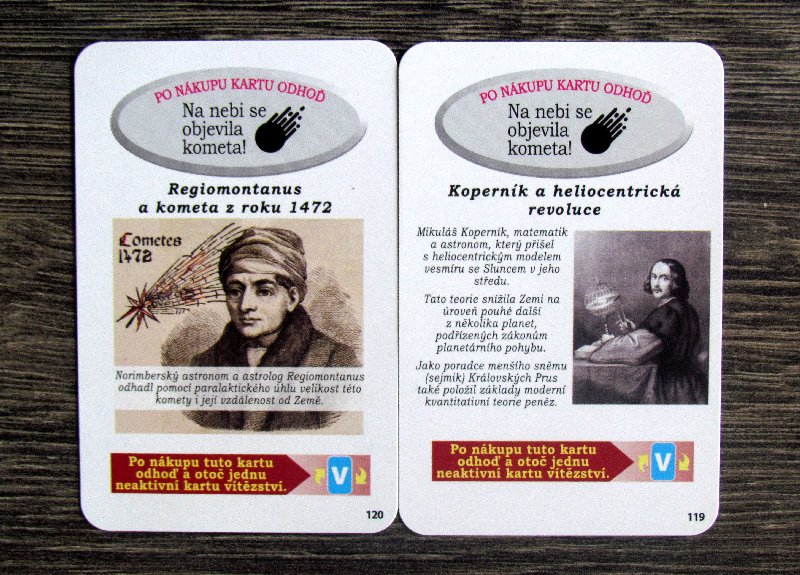 PO NÁKUPU KARTU ODHOĎ
Na nebi se
objevila
kometa!
Regiomontanus
a kometa z roku 1472
Cometes
1472
Norimberský astronom a astrolog Regiomontanus
odhadl pomocí paralaktického úhlu velikost této
komety i její vzdálenost od Země.
Po nákupu tuto kartu
odhoď a otoč jednu
neaktivní kartu vítězství.
V
120
PO NÁKUPU KARTU ODHOĎ
Na nebi se
objevila
kometa!
Koperník a heliocentrická
revoluce
Mikuláš Koperník, matematik
a astronom, který přišel
s heliocentrickým modelem
vesmíru se Sluncem v jeho
středu.
Tato teorie snížila Zemi na
úroveň pouhé další
z několika planet,
podřízených zákonům
planetárního pohybu.
Jako poradce menšího sněmu
(sejmik) Královských Prus
také položil základy moderní
kvantitativní teorie peněz.
Po nákupu tuto kartu
odhoď a otoč jednu
neaktivní kartu vítězství.
V
119